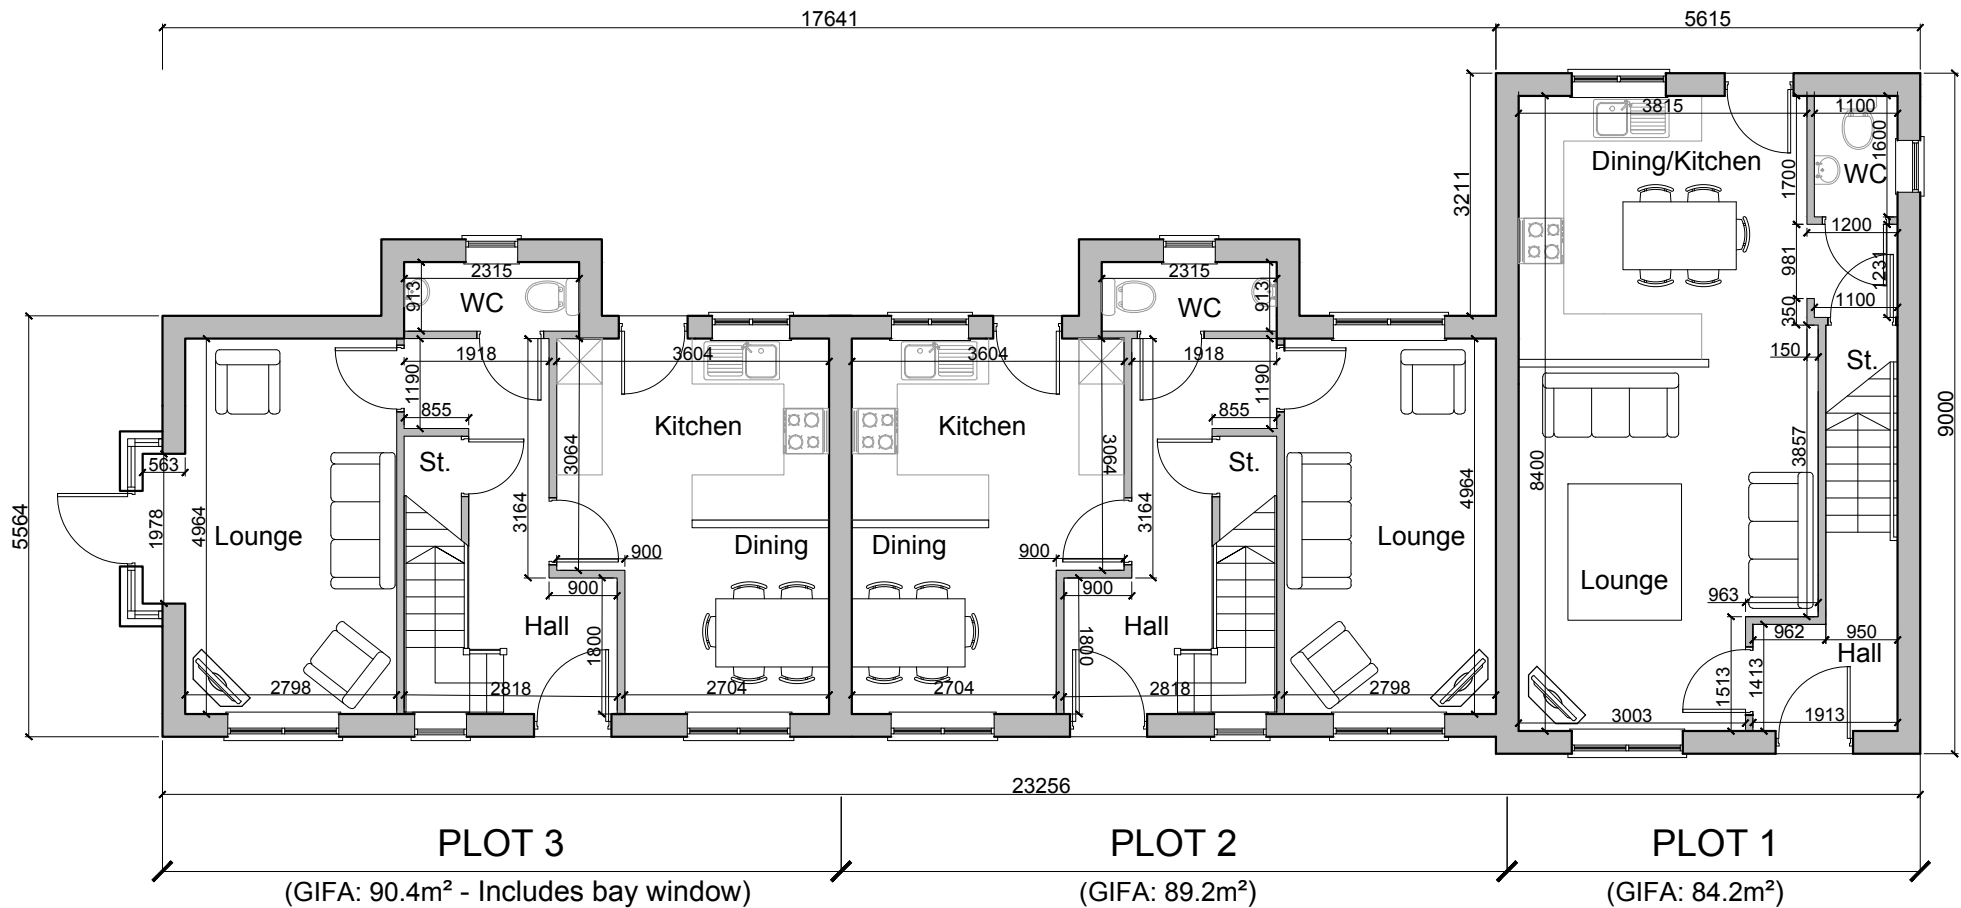 17641
5615
3815
1100
1600
Dining/Kitchen
WC
1700
3211
1200
981
1231
1100
350
150
St.
3857
8400
9000
Lounge
963
962
950
Hall
1513
1413
3003
1913
2315
913
WC
1918
3604
1190
855
Kitchen
St.
3064
563
5564
1978
4964
Lounge
3164
900
Dining
900
Hall
1800
2798
2818
2704
2315
913
WC
3604
1918
1190
855
Kitchen
St.
3064
3164
4964
Lounge
Dining
900
900
Hall
1800
2704
2818
2798
23256
PLOT 3
PLOT 2
PLOT 1
(GIFA: 90.4m² - Includes bay window)
(GIFA: 89.2m²)
(GIFA: 84.2m²)